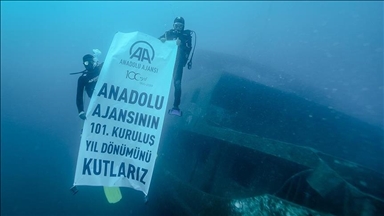 AA
ANADOLU AJANSI
100
ANADOLU
AJANSININ
101. KURULUŞ
YIL DÖNÜMÜNÜ
KUTLARIZ